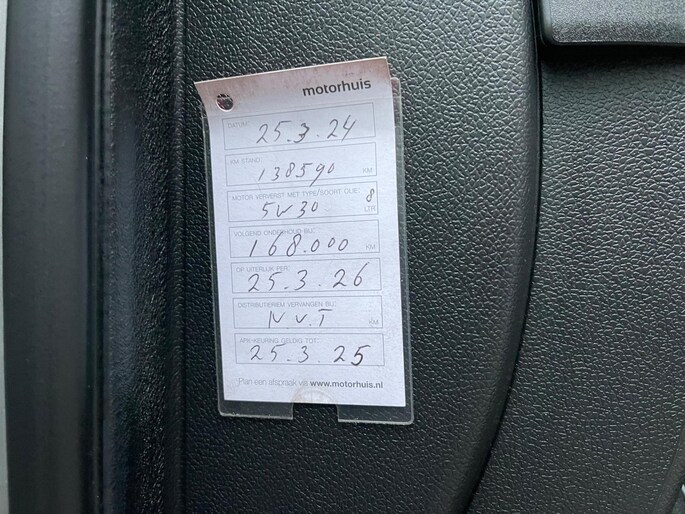 motorhuis
DATUM:
25.3.24
KM STAND:
138590 KM
MOTOR VERVERST MET TYPE/SOORT OLIE: 8
5W30 LTR
VOLGEND ONDERHOUD BIJ:
168.000 KM
OF UITERLIJK PER:
25.3.26
DISTRIBUTIERIEM VERVANGEN BIJ:
N.V.T KM
APK-KEURING GELDIG TOT:
25.3.25
Plan een afspraak via www.motorhuis.nl